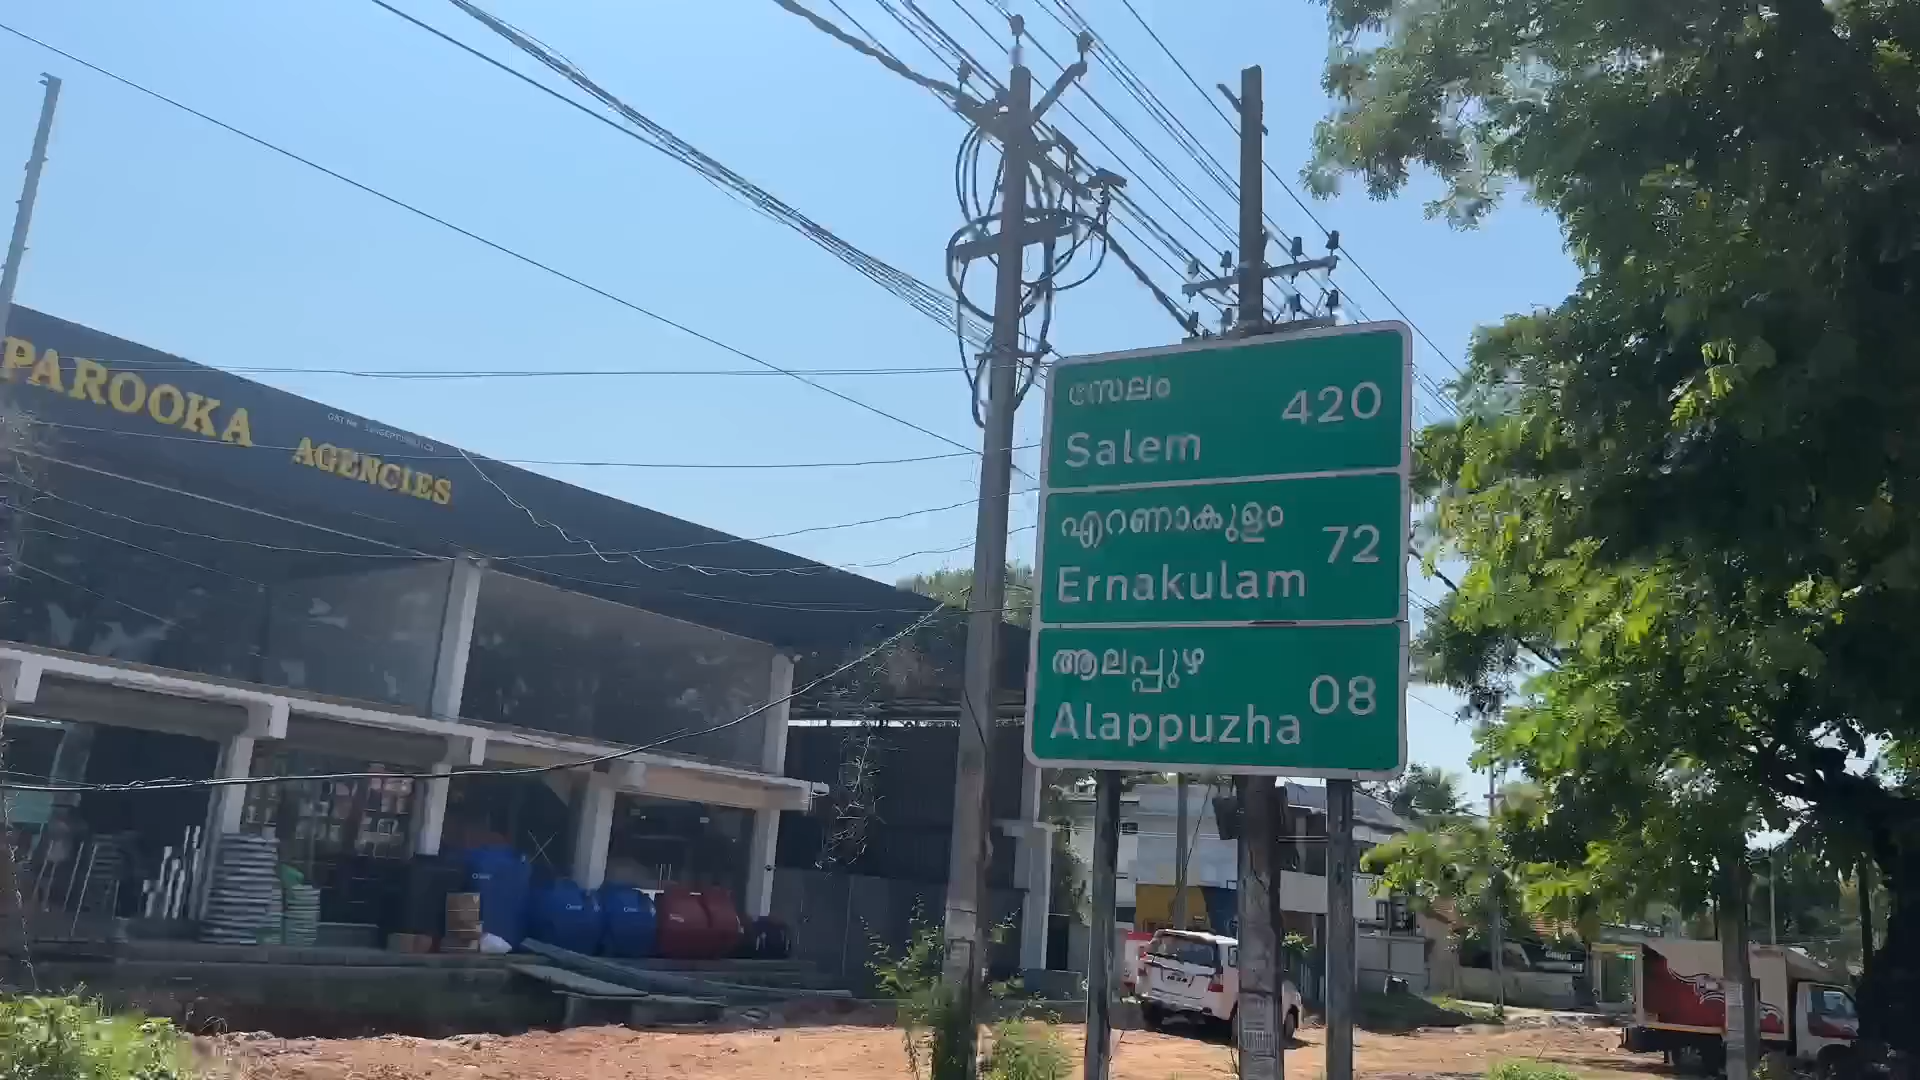 PAROOKA
AGENCIES
സേലം
Salem
420
എറണാകുളം
Ernakulam
72
ആലപ്പുഴ
Alappuzha
08